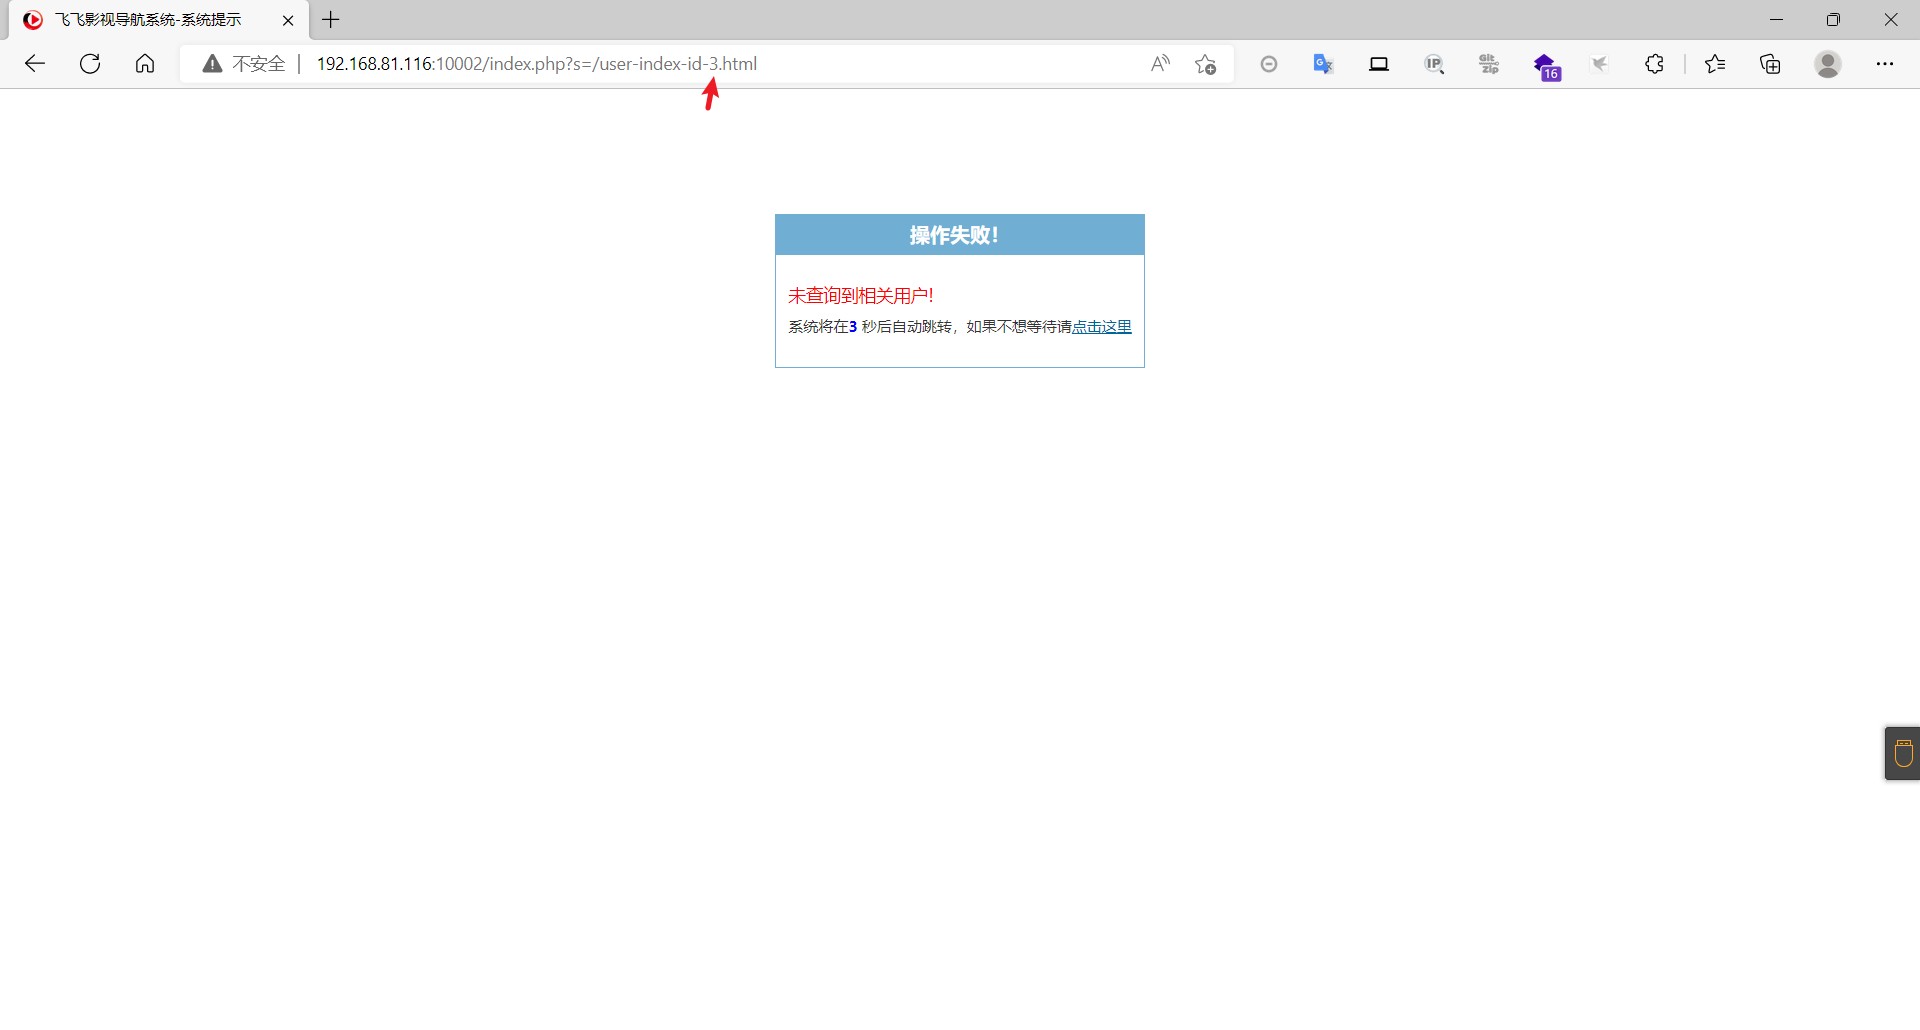 飞飞影视导航系统-系统提示
不安全
192.168.81.116:10002/index.php?s=/user-index-id-3.html
A
G
IP
Git
zip
16
操作失败!
未查询到相关用户!
系统将在3 秒后自动跳转，如果不想等待请点击这里